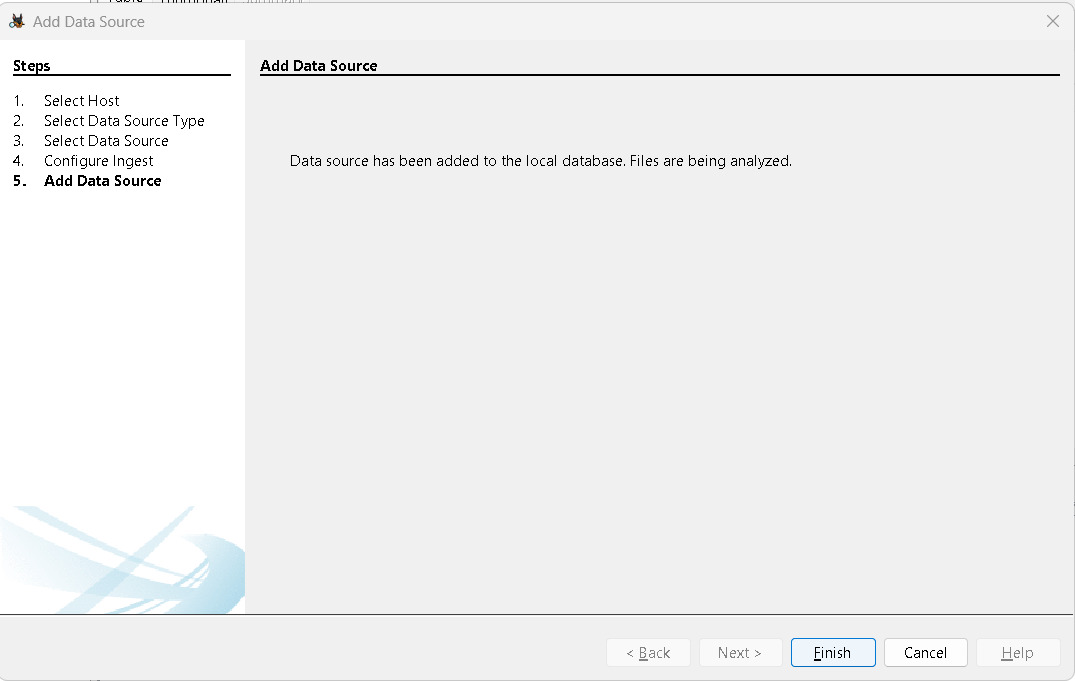 Add Data Source
Steps
1. Select Host
2. Select Data Source Type
3. Select Data Source
4. Configure Ingest
5. Add Data Source
Add Data Source
Data source has been added to the local database. Files are being analyzed.
< Back
Next >
Finish
Cancel
Help